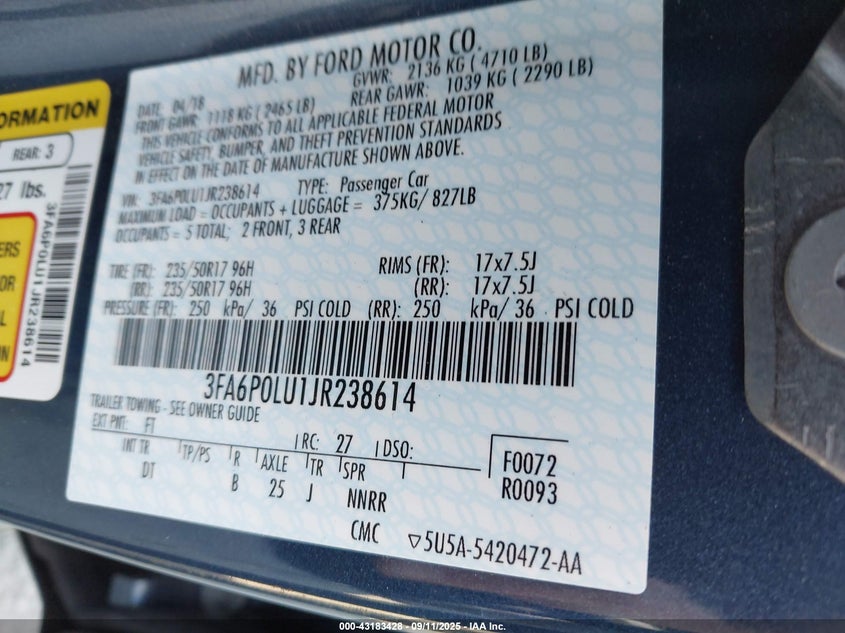 ORMATION
REAR: 3
27 lbs.
ERS
OR
L
ION
3FA6P0LU1JR238614
MFD. BY FORD MOTOR CO.
DATE: 04/18 GVWR: 2136 KG ( 4710 LB)
FRONT GAWR: 1118 KG ( 2465 LB) REAR GAWR: 1039 KG ( 2290 LB)
THIS VEHICLE CONFORMS TO ALL APPLICABLE FEDERAL MOTOR
VEHICLE SAFETY, BUMPER, AND THEFT PREVENTION STANDARDS
IN EFFECT ON THE DATE OF MANUFACTURE SHOWN ABOVE.
VIN: 3FA6P0LU1JR238614 TYPE: Passenger Car
MAXIMUM LOAD = OCCUPANTS + LUGGAGE = 375KG/ 827LB
OCCUPANTS = 5 TOTAL; 2 FRONT, 3 REAR
TIRE (FR): 235/50R17 96H RIMS (FR): 17x7.5J
(RR): 235/50R17 96H (RR): 17x7.5J
PRESSURE (FR): 250 kPa/ 36 PSI COLD (RR): 250 kPa/ 36 PSI COLD
3FA6P0LU1JR238614
TRAILER TOWING - SEE OWNER GUIDE
EXT PNT: FT RC: 27 DSO:
INT TR TP/PS R AXLE TR SPR
DT B 25 J NNRR
F0072
R0093
CMC ▽5U5A-5420472-AA
000-43183428 - 09/11/2025 - IAA Inc.